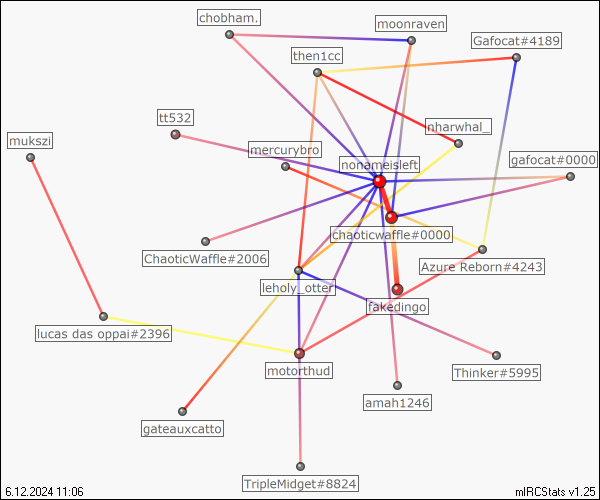 chobham.
moonraven
Gafocat#4189
then1cc
tt532
nharwhal_
mukszi
mercurybro
nonameisleft
gafocat#0000
chaoticwaffle#0000
ChaoticWaffle#2006
Azure Reborn#4243
leholy_otter
fakedingo
lucas das oppai#2396
motorthud
Thinker#5995
amah1246
gateauxcatto
TripleMidget#8824
6.12.2024 11:06
mIRCStats v1.25